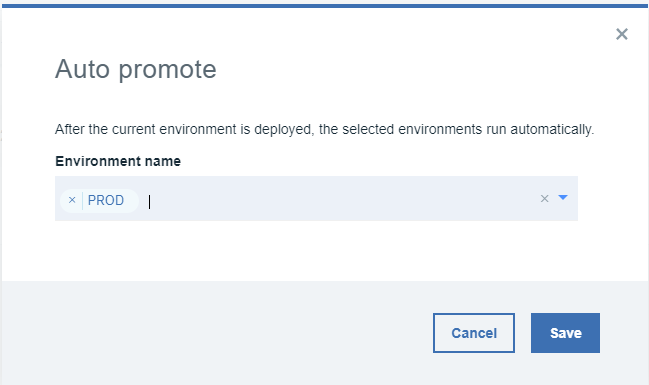 Auto promote
After the current environment is deployed, the selected environments run automatically.
Environment name
× PROD
Cancel Save